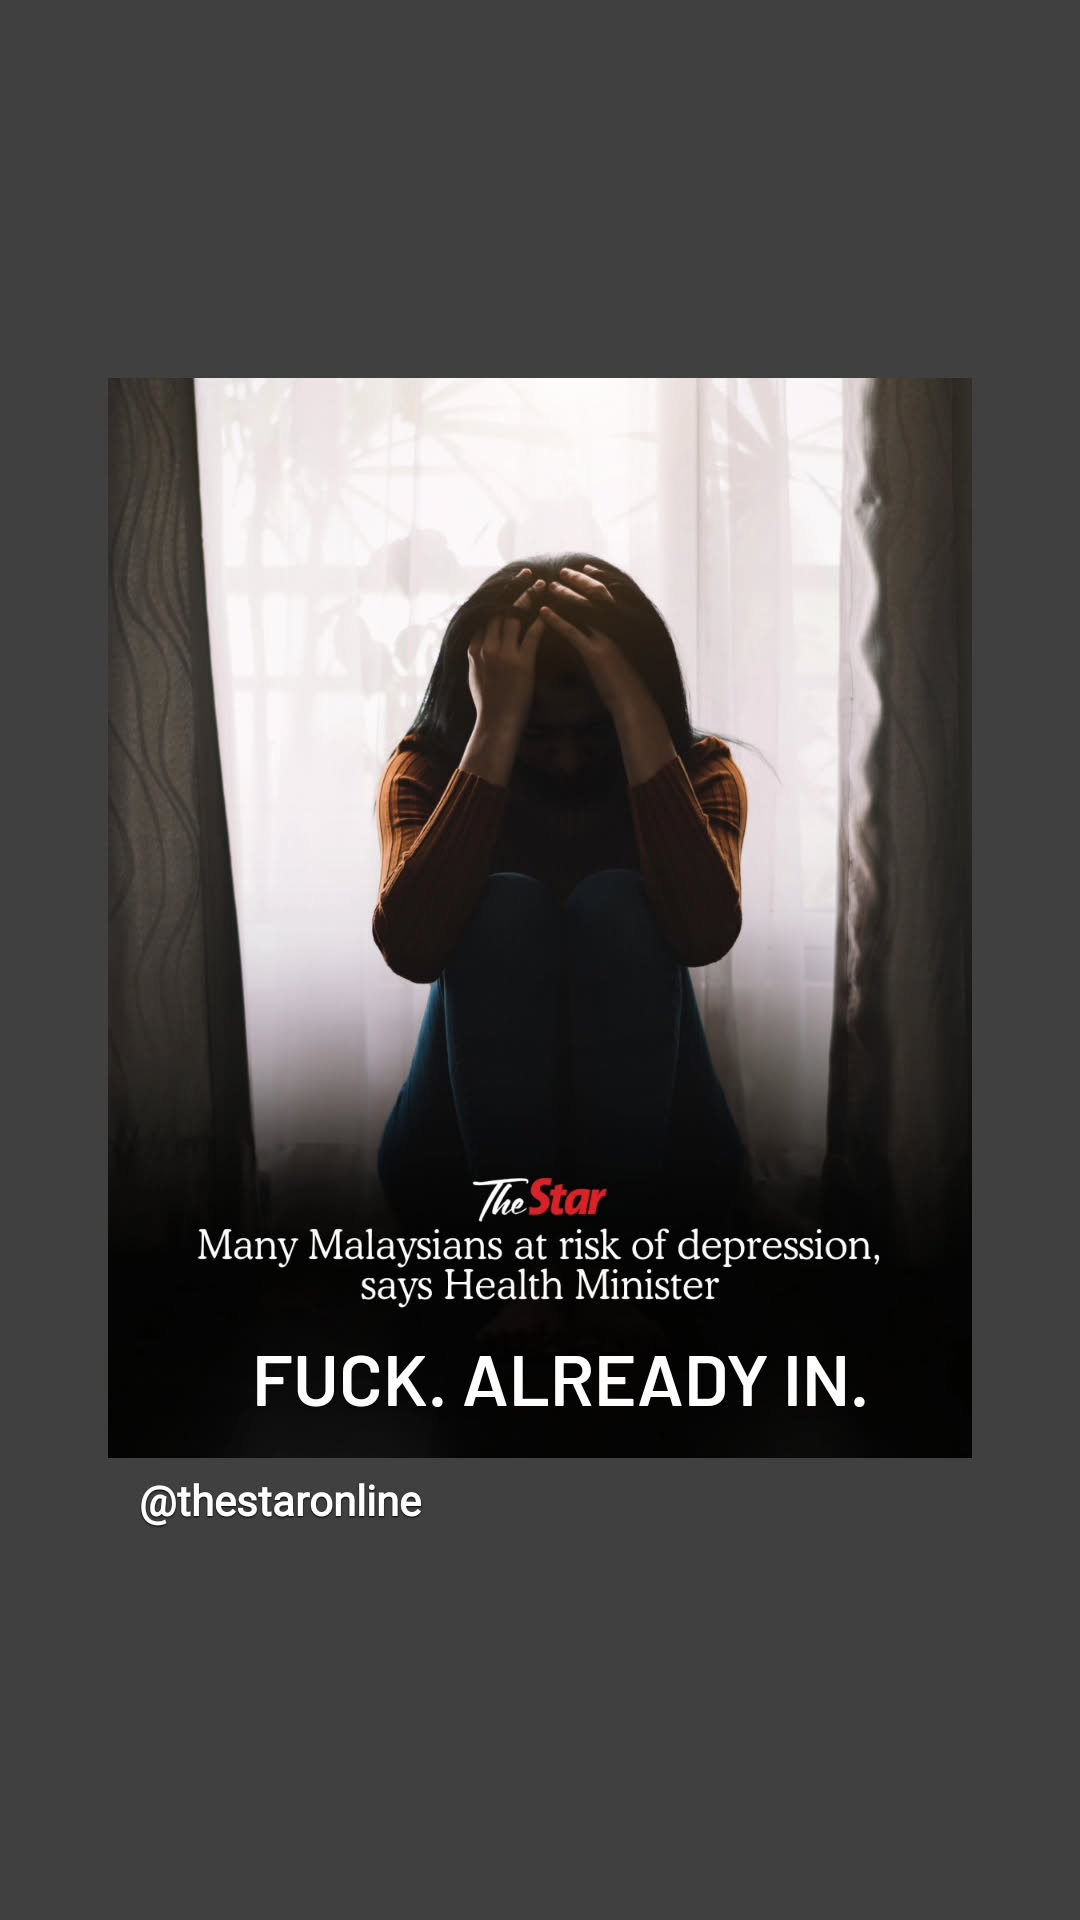 The Star
Many Malaysians at risk of depression,
says Health Minister
FUCK. ALREADY IN.
@thestaronline